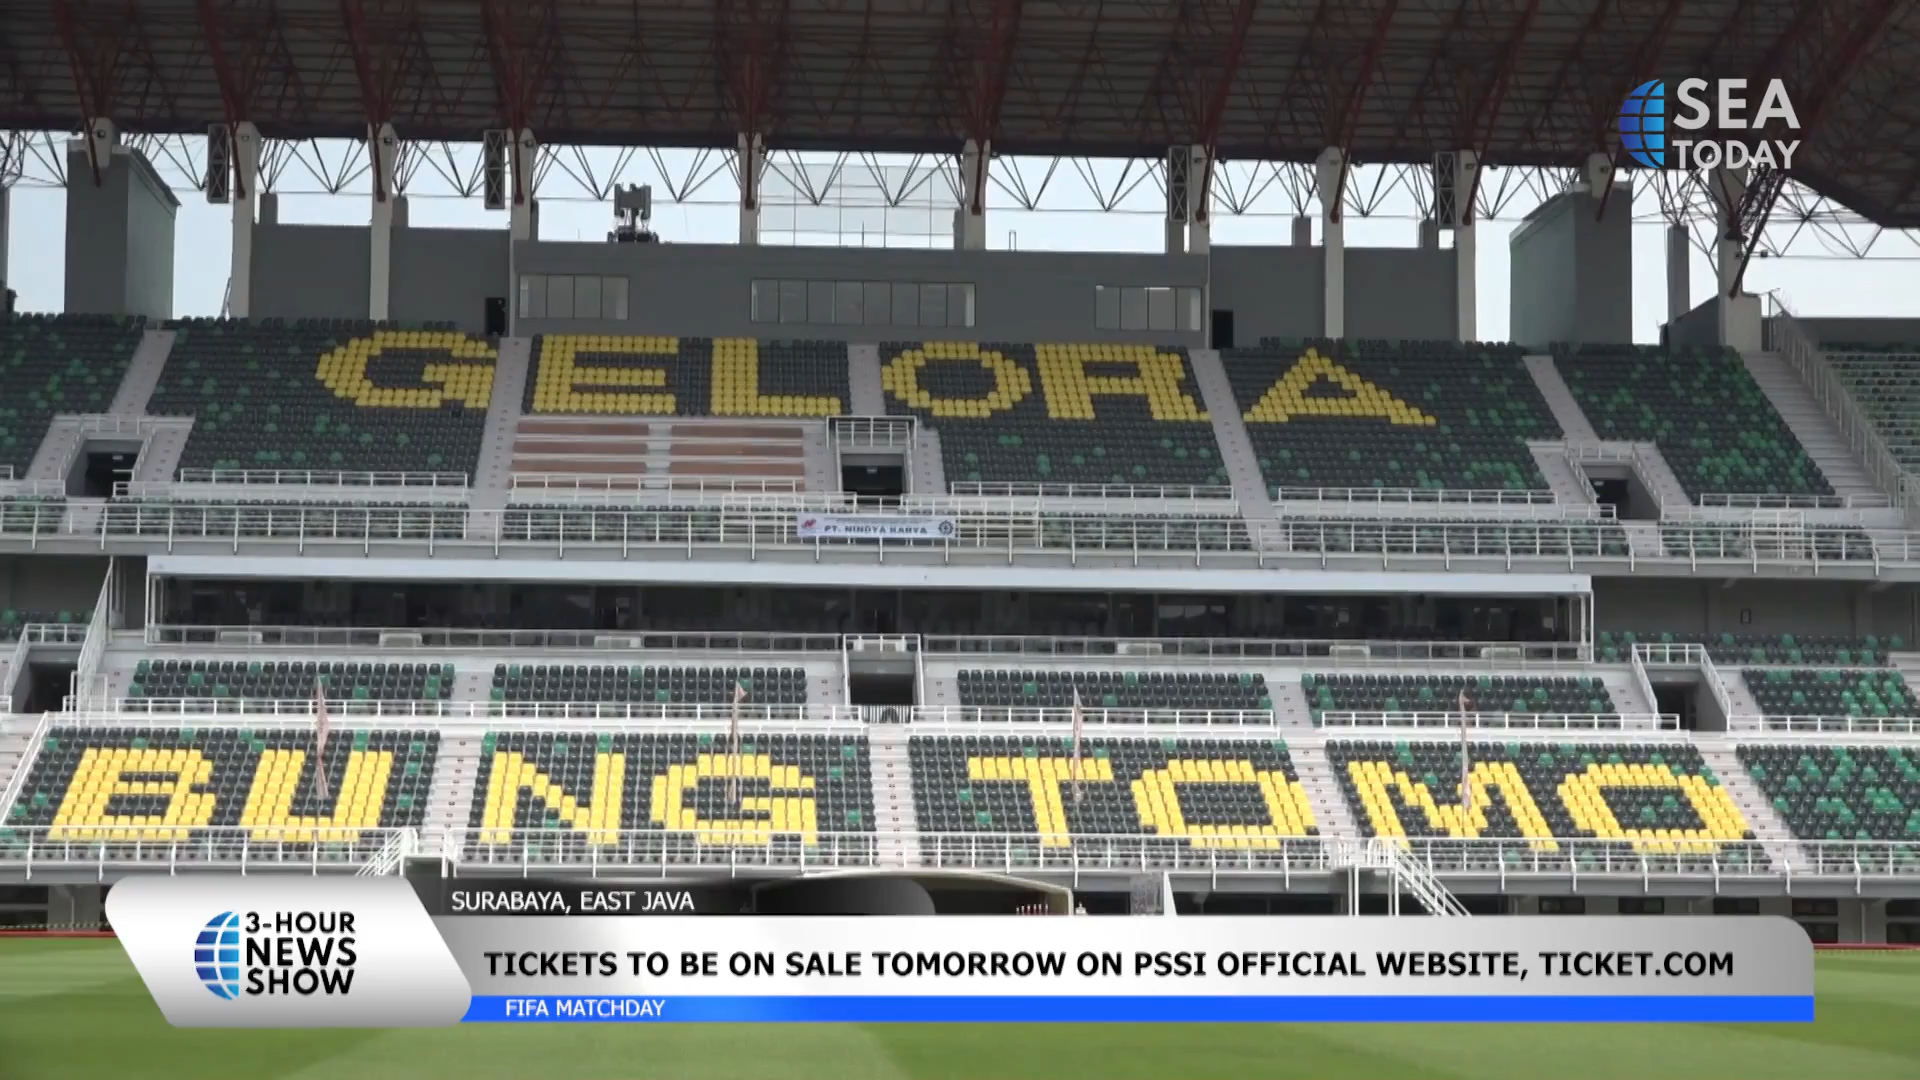 SEA
TODAY
GELORA
PT. NINDYA KARYA
BUNG TOMO
SURABAYA, EAST JAVA
3-HOUR
NEWS
SHOW
TICKETS TO BE ON SALE TOMORROW ON PSSI OFFICIAL WEBSITE, TICKET.COM
FIFA MATCHDAY